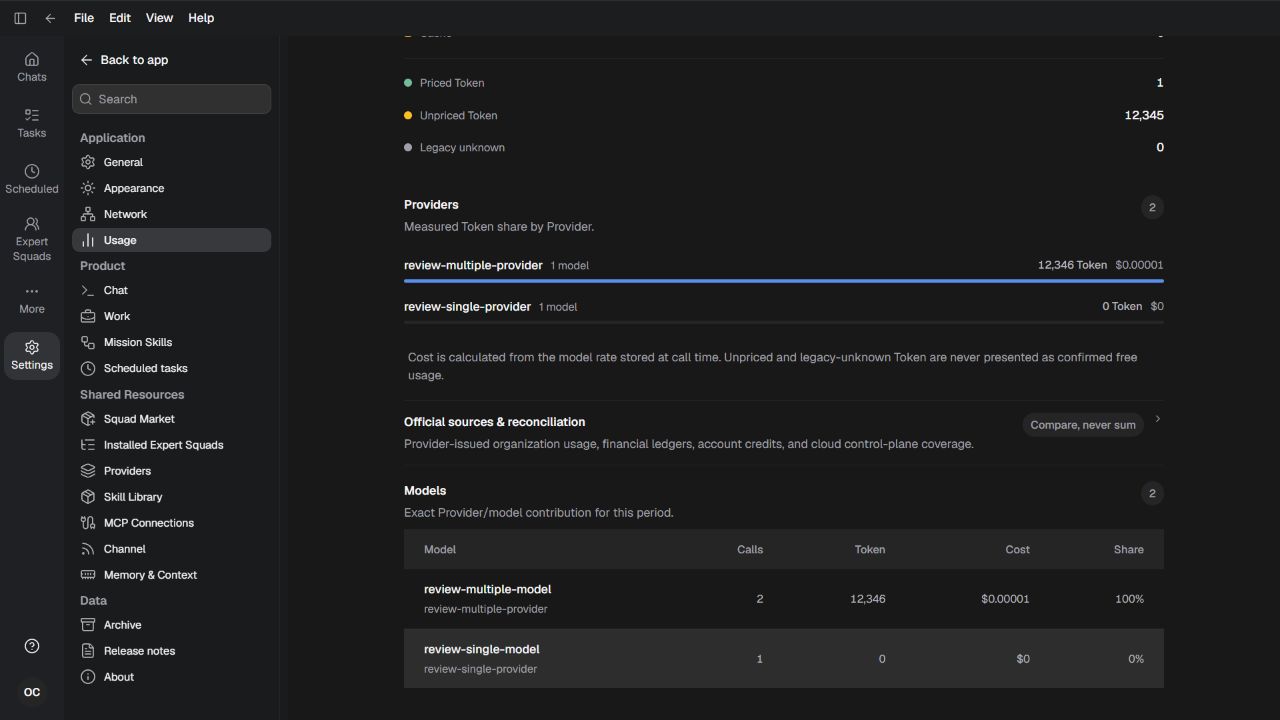 File Edit View Help
Chats
Tasks
Scheduled
Expert
Squads
More
Settings
OC
Back to app
Search
Application
General
Appearance
Network
Usage
Product
Chat
Work
Mission Skills
Scheduled tasks
Shared Resources
Squad Market
Installed Expert Squads
Providers
Skill Library
MCP Connections
Channel
Memory & Context
Data
Archive
Release notes
About
Priced Token 1
Unpriced Token 12,345
Legacy unknown 0
Providers 2
Measured Token share by Provider.
review-multiple-provider 1 model 12,346 Token $0.00001
review-single-provider 1 model 0 Token $0
Cost is calculated from the model rate stored at call time. Unpriced and legacy-unknown Token are never presented as confirmed free
usage.
Official sources & reconciliation Compare, never sum
Provider-issued organization usage, financial ledgers, account credits, and cloud control-plane coverage.
Models 2
Exact Provider/model contribution for this period.
Model Calls Token Cost Share
review-multiple-model
review-multiple-provider 2 12,346 $0.00001 100%
review-single-model
review-single-provider 1 0 $0 0%